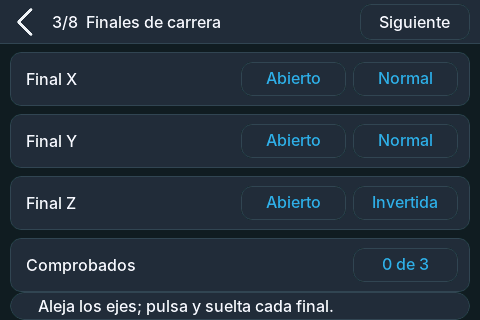 3/8 Finales de carrera Siguiente
Final X Abierto Normal
Final Y Abierto Normal
Final Z Abierto Invertida
Comprobados 0 de 3
Aleja los ejes; pulsa y suelta cada final.